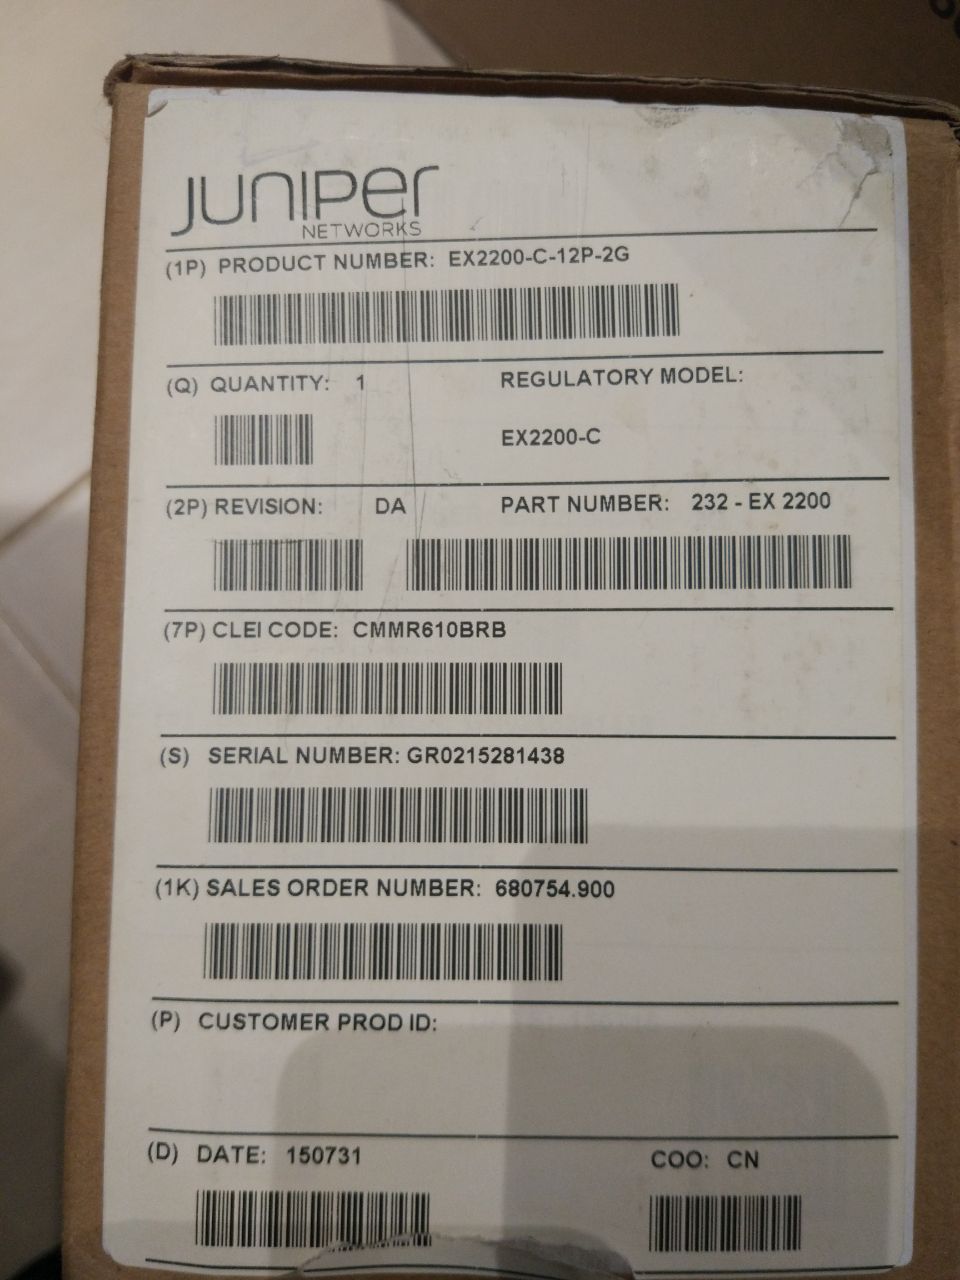 JUNIPER
NETWORKS
(1P) PRODUCT NUMBER: EX2200-C-12P-2G
(Q) QUANTITY: 1 REGULATORY MODEL:
EX2200-C
(2P) REVISION: DA PART NUMBER: 232 - EX 2200
(7P) CLEI CODE: CMMR610BRB
(S) SERIAL NUMBER: GR0215281438
(1K) SALES ORDER NUMBER: 680754.900
(P) CUSTOMER PROD ID:
(D) DATE: 150731 COO: CN